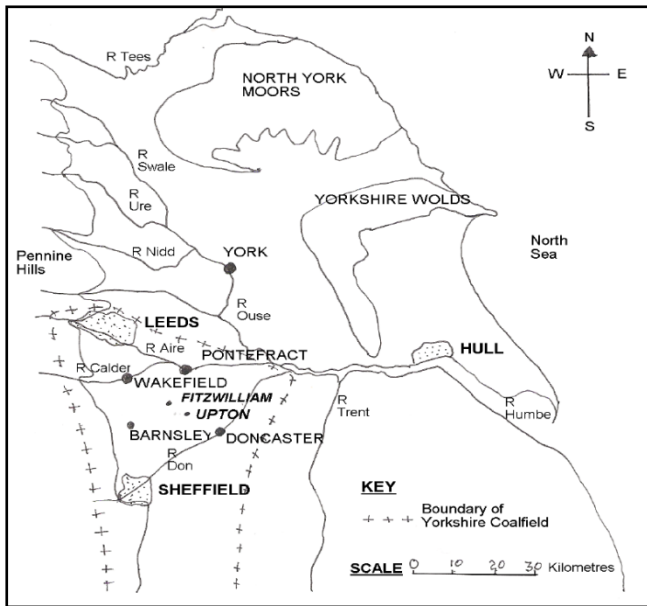 R Tees
NORTH YORK
MOORS
N
W E
S
R
Swale
R
Ure
YORKSHIRE WOLDS
R Nidd
YORK
Pennine
Hills
North
Sea
R
Ouse
LEEDS
R Aire
HULL
PONTEFRACT
R Calder
WAKEFIELD
FITZWILLIAM
R
Trent
R
Humbe
UPTON
BARNSLEY
DONCASTER
R
Don
SHEFFIELD
KEY
Boundary of
Yorkshire Coalfield
SCALE 0 10 20 30 Kilometres